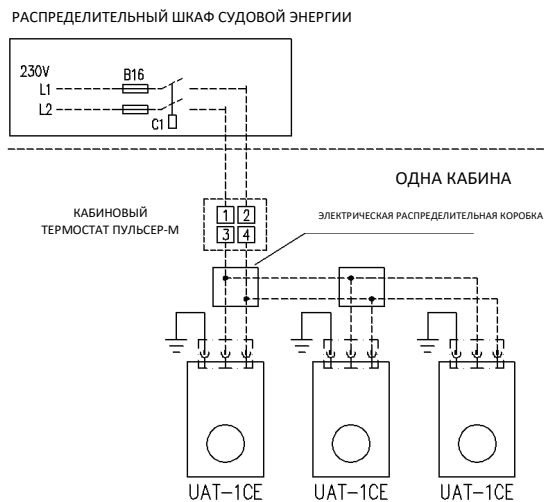 РАСПРЕДЕЛИТЕЛЬНЫЙ ШКАФ СУДОВОЙ ЭНЕРГИИ
230V
L1
B16
L2
C1
ОДНА КАБИНА
КАБИНОВЫЙ
ТЕРМОСТАТ ПУЛЬСЕР-М
1 2
3 4
ЭЛЕКТРИЧЕСКАЯ РАСПРЕДЕЛИТЕЛЬНАЯ КОРОБКА
UAT-1CE UAT-1CE UAT-1CE